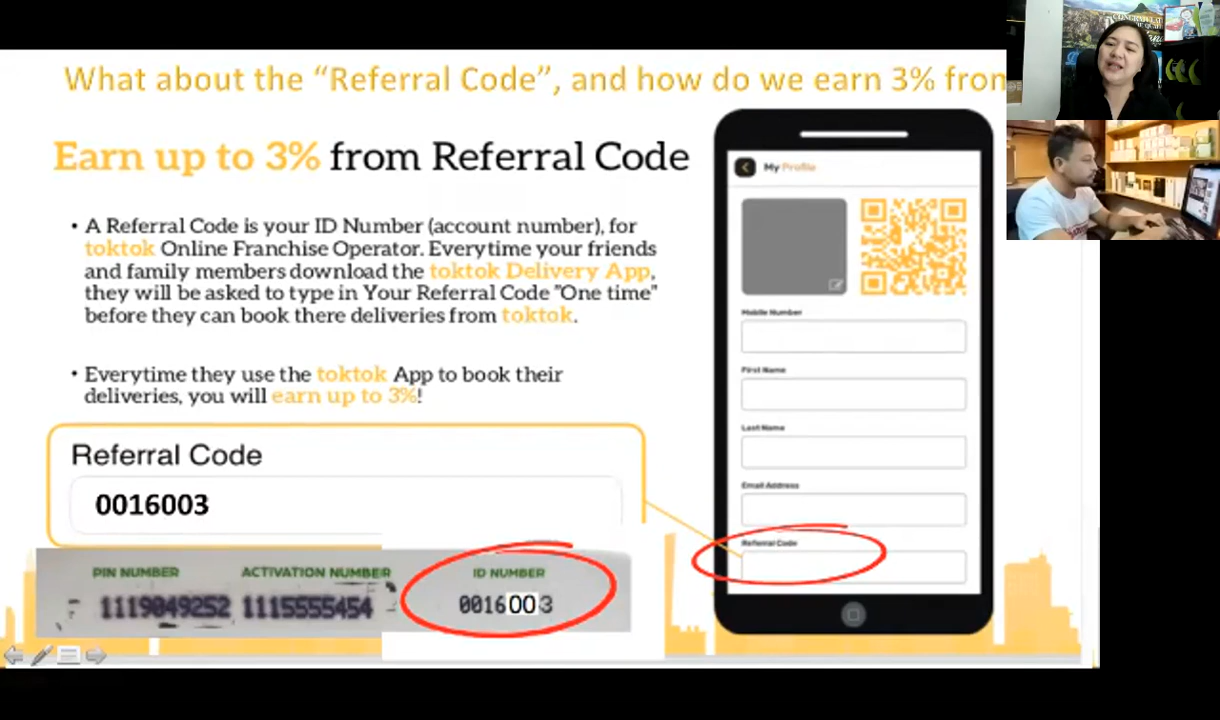 What about the “Referral Code”, and how do we earn 3% from
Earn up to 3% from Referral Code
• A Referral Code is your ID Number (account number), for
toktok Online Franchise Operator. Everytime your friends
and family members download the toktok Delivery App,
they will be asked to type in Your Referral Code "One time"
before they can book there deliveries from toktok.
• Everytime they use the toktok App to book their
deliveries, you will earn up to 3%!
Referral Code
0016003
PIN NUMBER ACTIVATION NUMBER ID NUMBER
1119049252 1115555454 0016003
My Profile
Mobile Number
First Name
Last Name
Email Address
Referral Code